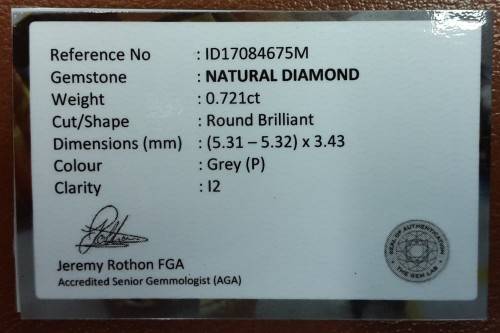 Reference No : ID17084675M
Gemstone : NATURAL DIAMOND
Weight : 0.721ct
Cut/Shape : Round Brilliant
Dimensions (mm) : (5.31 – 5.32) x 3.43
Colour : Grey (P)
Clarity : I2
Jeremy Rothon FGA
Accredited Senior Gemmologist (AGA)
SEAL OF AUTHENTICATION
THE GEM LAB